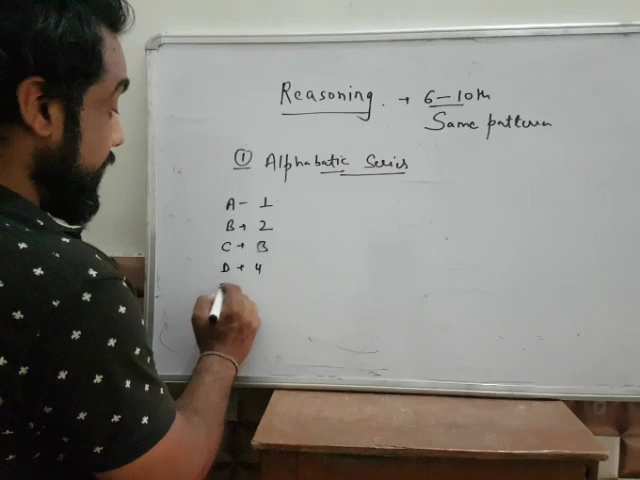 Reasoning. → 6-10th
Same pattern
① Alphabatic Series
A- 1
B→ 2
C→ 3
D→ 4